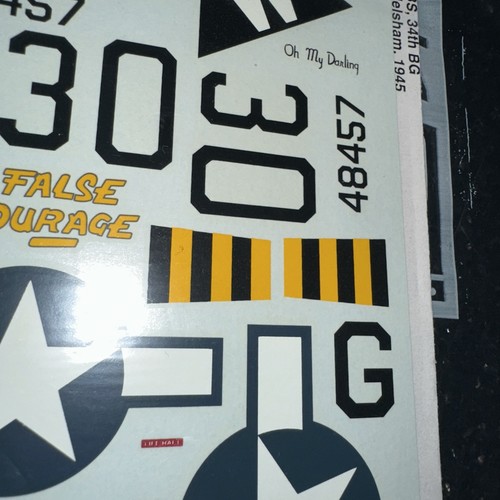 457
30
Oh My Darling
S, 34th BG
elsham. 1945
30
48457
FALSE
OURAGE
G